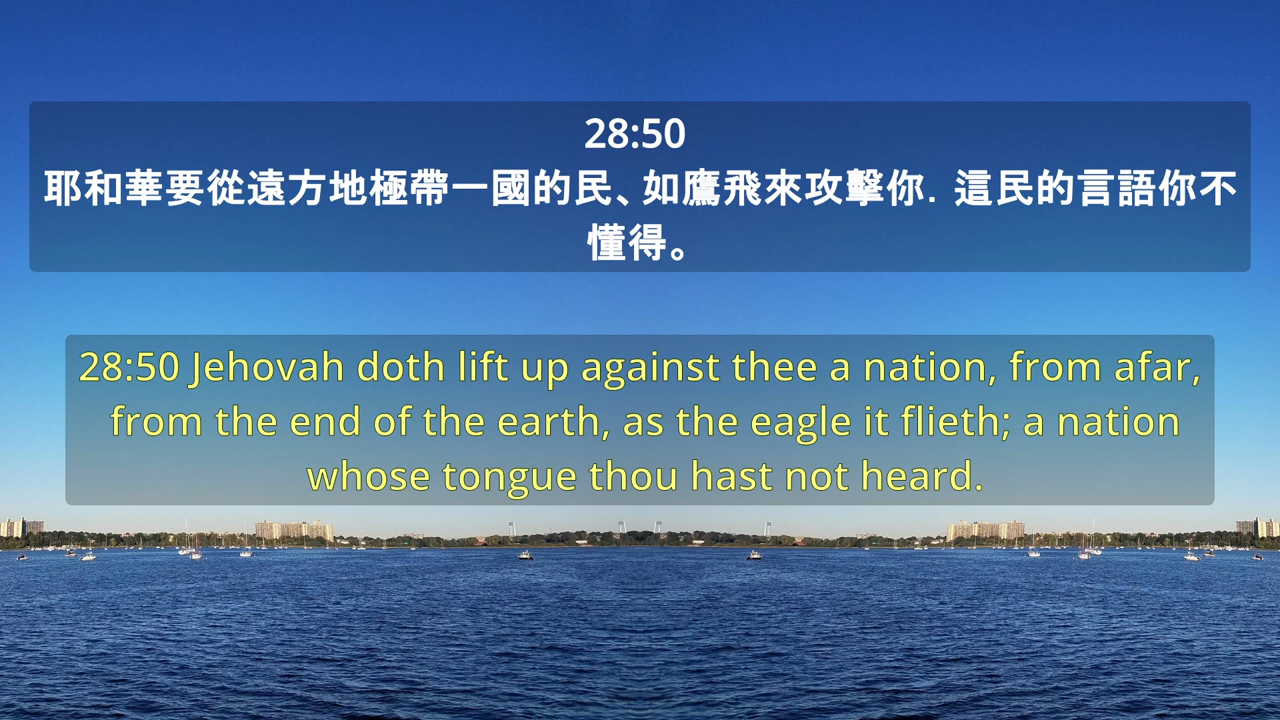 28:50
耶和華要從遠方地極帶一國的民、如鷹飛來攻擊你．這民的言語你不
懂得。
28:50 Jehovah doth lift up against thee a nation, from afar,
from the end of the earth, as the eagle it flieth; a nation
whose tongue thou hast not heard.